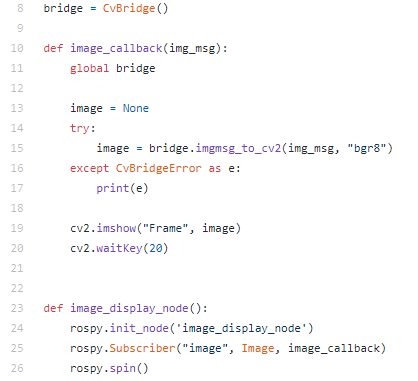 8 bridge = CvBridge()
9
10 def image_callback(img_msg):
11     global bridge
12
13     image = None
14     try:
15         image = bridge.imgmsg_to_cv2(img_msg, "bgr8")
16     except CvBridgeError as e:
17         print(e)
18
19     cv2.imshow("Frame", image)
20     cv2.waitKey(20)
21
22
23 def image_display_node():
24     rospy.init_node('image_display_node')
25     rospy.Subscriber("image", Image, image_callback)
26     rospy.spin()